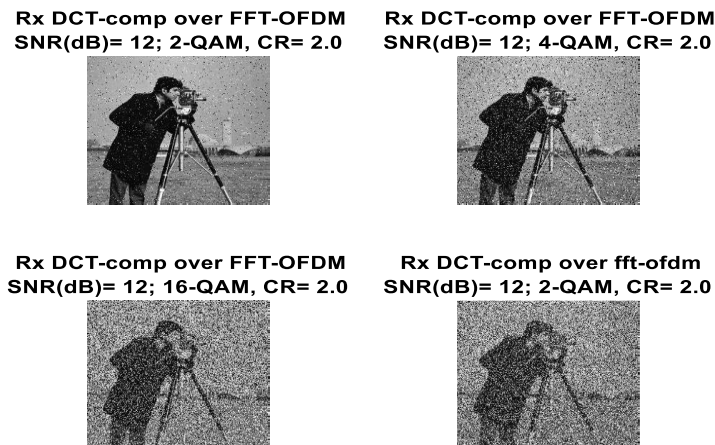 Rx DCT-comp over FFT-OFDM
SNR(dB)= 12; 2-QAM, CR= 2.0
Rx DCT-comp over FFT-OFDM
SNR(dB)= 12; 4-QAM, CR= 2.0
Rx DCT-comp over FFT-OFDM
SNR(dB)= 12; 16-QAM, CR= 2.0
Rx DCT-comp over fft-ofdm
SNR(dB)= 12; 2-QAM, CR= 2.0